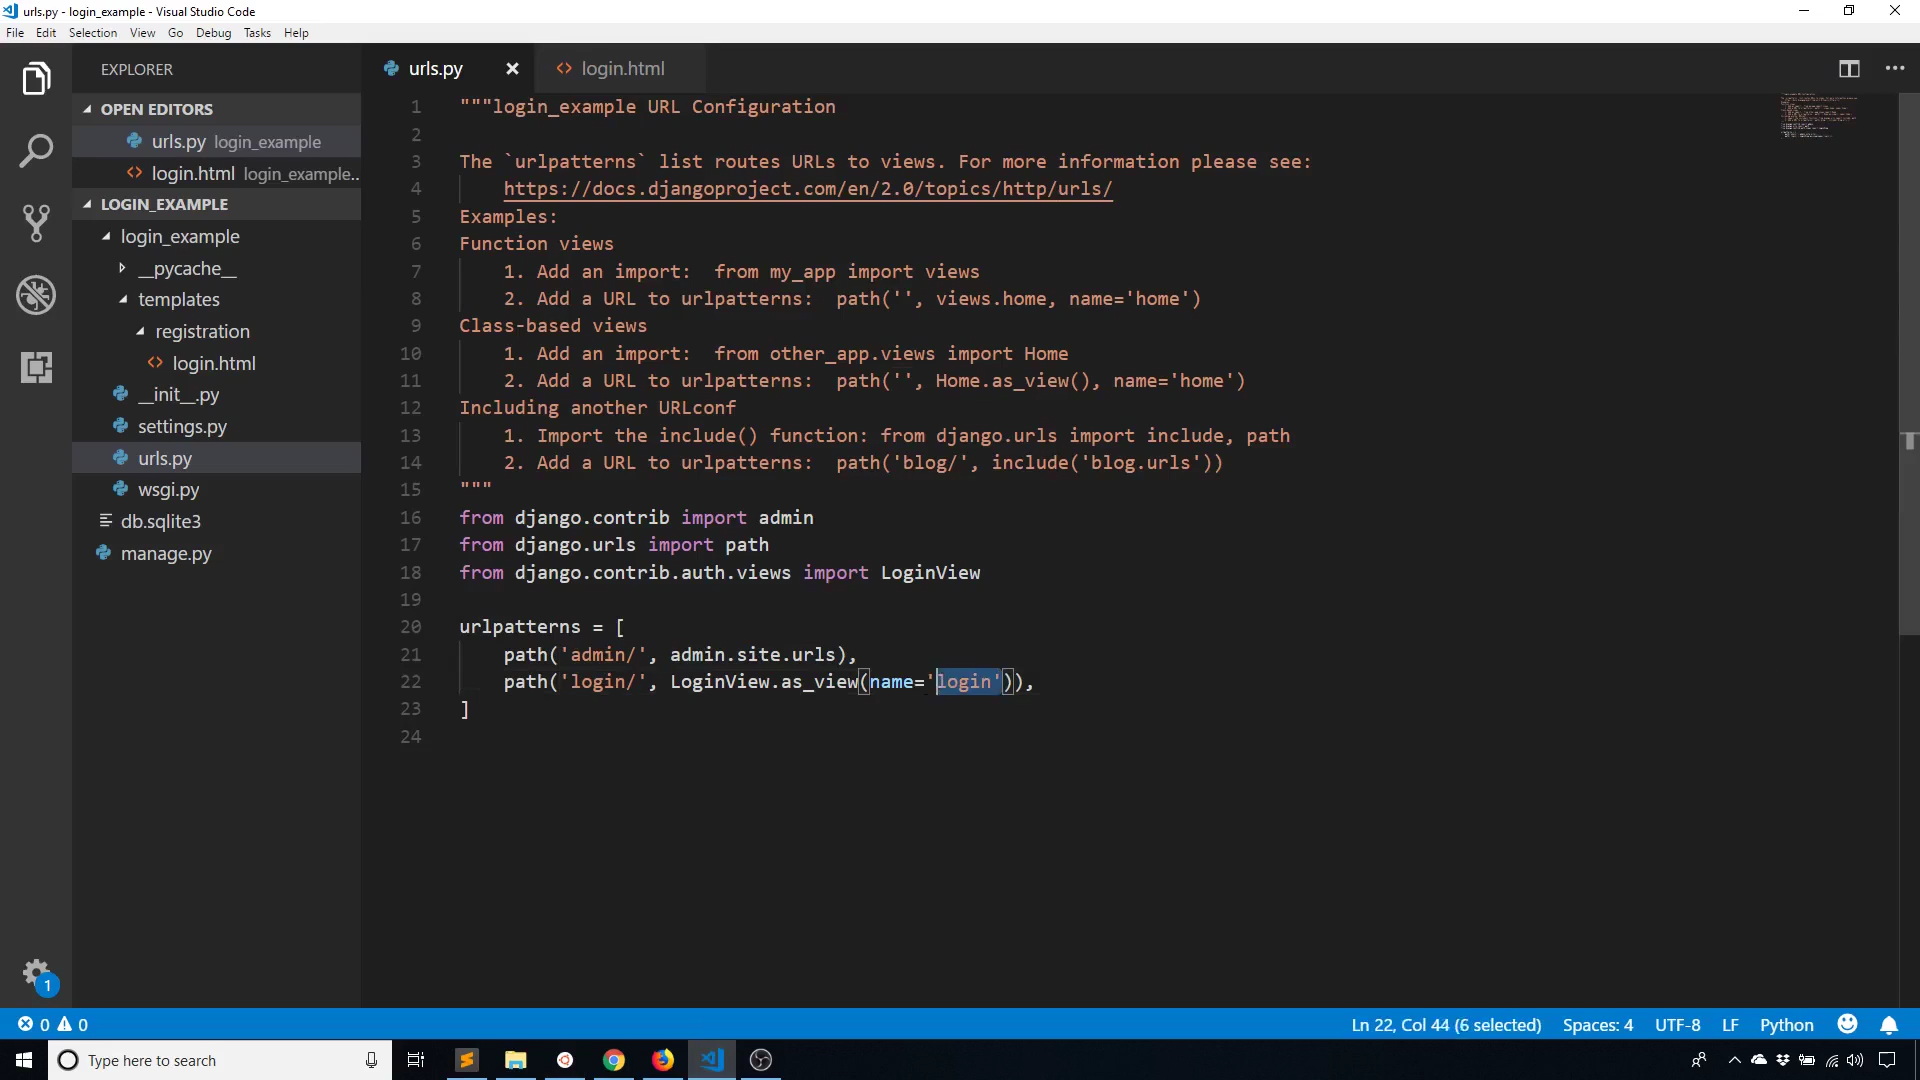 urls.py - login_example - Visual Studio Code
File Edit Selection View Go Debug Tasks Help
EXPLORER
OPEN EDITORS
urls.py login_example
login.html login_example...
LOGIN_EXAMPLE
login_example
__pycache__
templates
registration
login.html
__init__.py
settings.py
urls.py
wsgi.py
db.sqlite3
manage.py
1
urls.py
login.html
1 """login_example URL Configuration
2
3 The `urlpatterns` list routes URLs to views. For more information please see:
4     https://docs.djangoproject.com/en/2.0/topics/http/urls/
5 Examples:
6 Function views
7     1. Add an import:  from my_app import views
8     2. Add a URL to urlpatterns:  path('', views.home, name='home')
9 Class-based views
10     1. Add an import:  from other_app.views import Home
11     2. Add a URL to urlpatterns:  path('', Home.as_view(), name='home')
12 Including another URLconf
13     1. Import the include() function: from django.urls import include, path
14     2. Add a URL to urlpatterns:  path('blog/', include('blog.urls'))
15 """
16 from django.contrib import admin
17 from django.urls import path
18 from django.contrib.auth.views import LoginView
19
20 urlpatterns = [
21     path('admin/', admin.site.urls),
22     path('login/', LoginView.as_view(name='login')),
23 ]
24
0 0
Ln 22, Col 44 (6 selected) Spaces: 4 UTF-8 LF Python
Type here to search